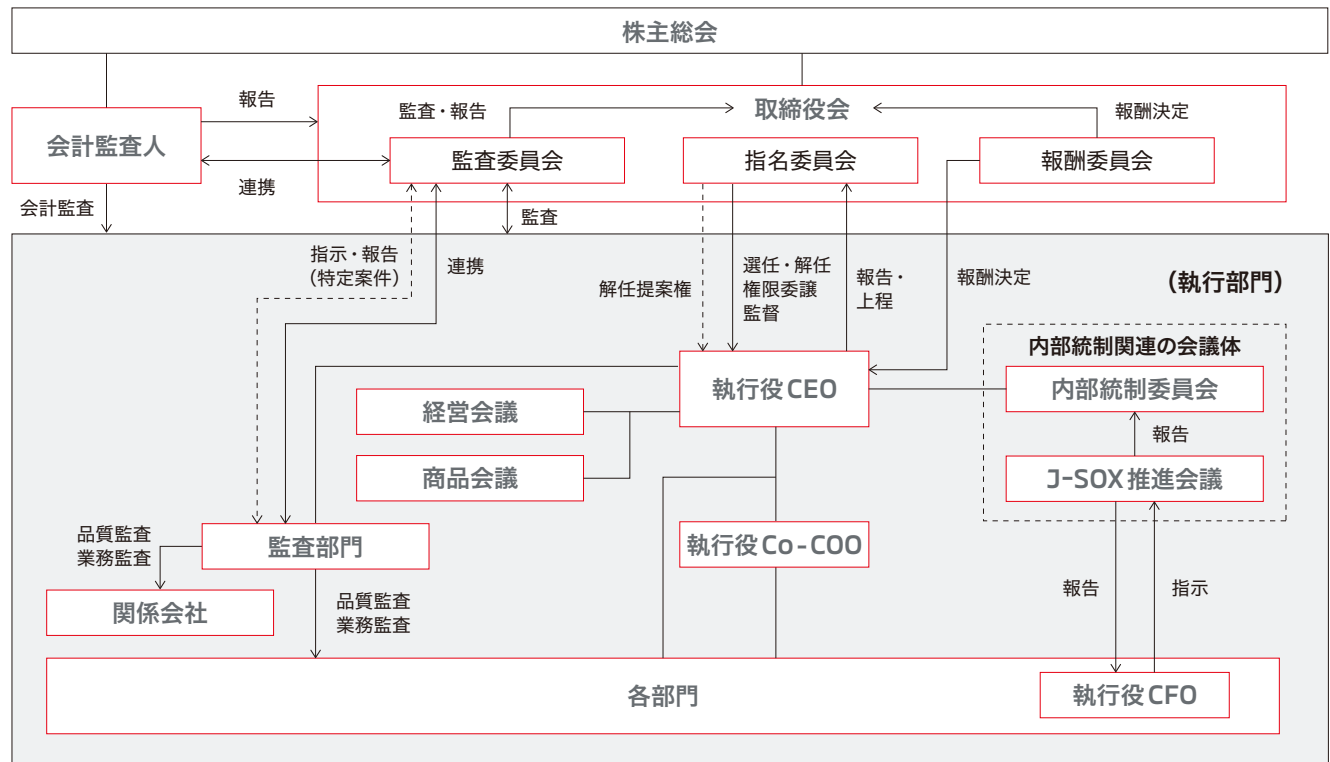 株主総会
報告
監査・報告
取締役会
報酬決定
会計監査人
監査委員会
指名委員会
報酬委員会
連携
会計監査
監査
指示・報告
(特定案件)
連携
解任提案権
選任・解任
権限委譲
監督
報告・
上程
報酬決定
(執行部門)
内部統制関連の会議体
執行役CEO
内部統制委員会
経営会議
報告
商品会議
J-SOX推進会議
品質監査
業務監査
監査部門
執行役Co-COO
関係会社
品質監査
業務監査
報告
指示
各部門
執行役CFO